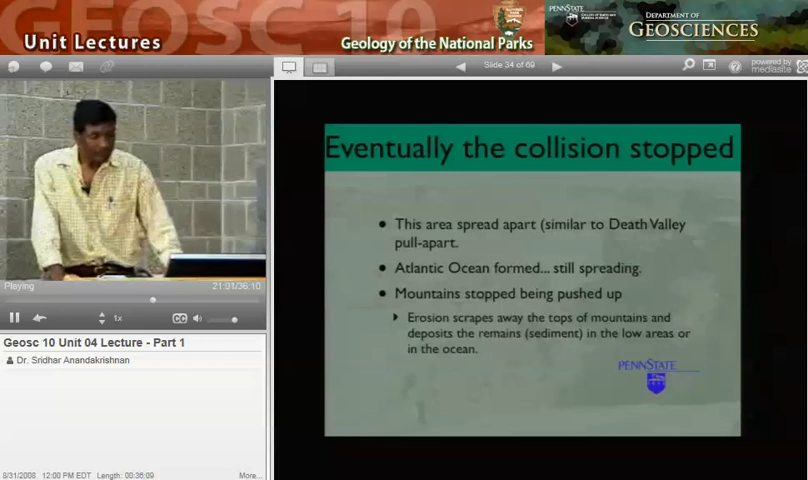 GEOSC 10
Unit Lectures
Geology of the National Parks
PENNSTATE
DEPARTMENT OF
GEOSCIENCES
Slide 34 of 69
powered by
mediasite
Playing
21:01/36:10
1x
CC
Geosc 10 Unit 04 Lecture - Part 1
Dr. Sridhar Anandakrishnan
8/31/2008 12:00 PM EDT Length: 00:36:09
More...
Eventually the collision stopped
This area spread apart (similar to Death Valley
pull-apart.
Atlantic Ocean formed... still spreading.
Mountains stopped being pushed up
Erosion scrapes away the tops of mountains and
deposits the remains (sediment) in the low areas or
in the ocean.
PENNSTATE